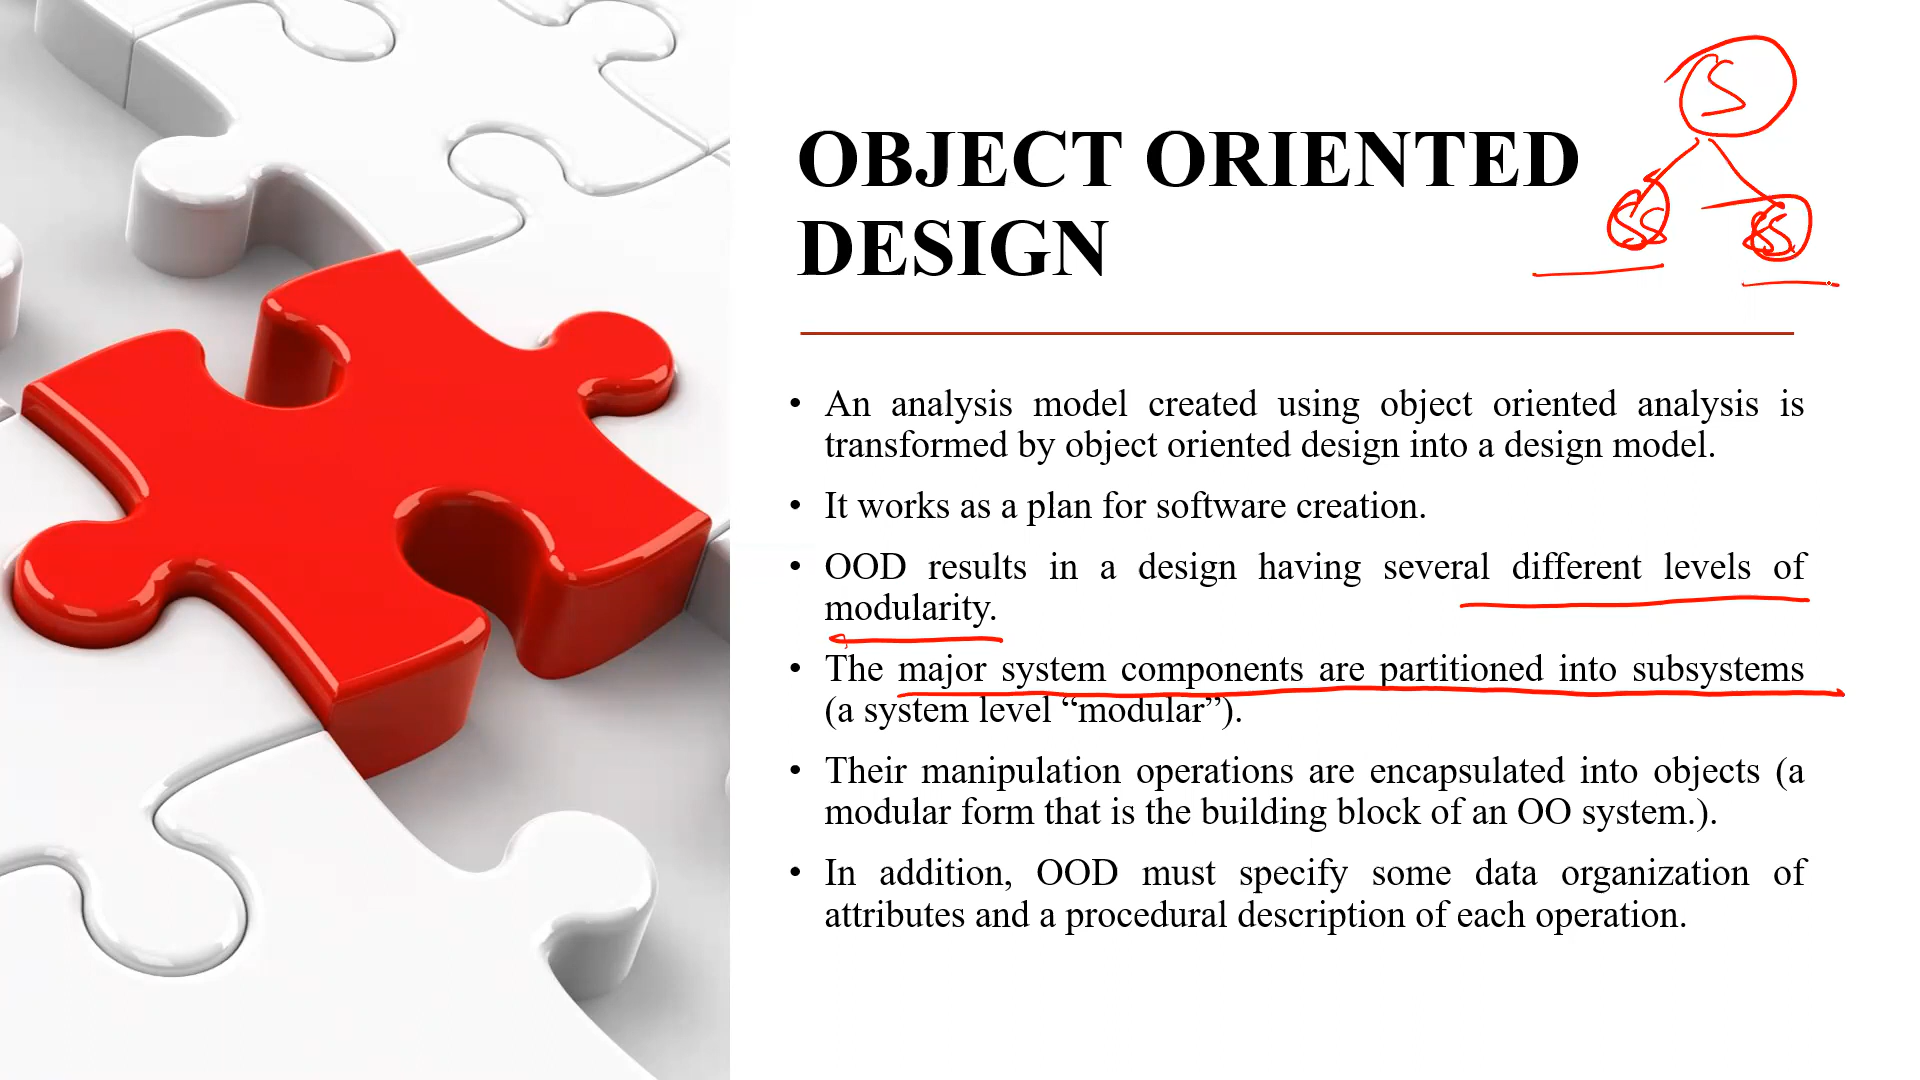 S
SS
SS
OBJECT ORIENTED
DESIGN
• An analysis model created using object oriented analysis is
transformed by object oriented design into a design model.
• It works as a plan for software creation.
• OOD results in a design having several different levels of
modularity.
• The major system components are partitioned into subsystems
(a system level “modular”).
• Their manipulation operations are encapsulated into objects (a
modular form that is the building block of an OO system.).
• In addition, OOD must specify some data organization of
attributes and a procedural description of each operation.